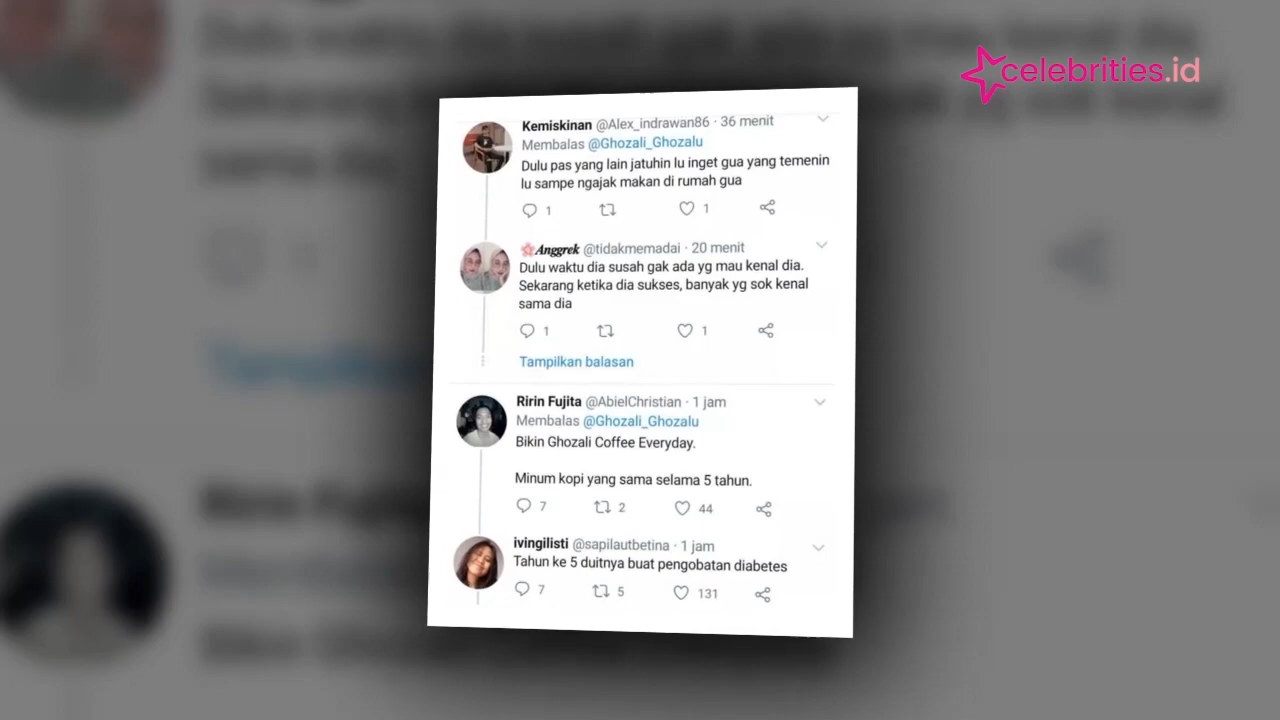 celebrities.id
Kemiskinan @Alex_indrawan86 · 36 menit
Membalas @Ghozali_Ghozalu
Dulu pas yang lain jatuhin lu inget gua yang temenin
lu sampe ngajak makan di rumah gua
1 1
Anggrek @tidakmemadai · 20 menit
Dulu waktu dia susah gak ada yg mau kenal dia.
Sekarang ketika dia sukses, banyak yg sok kenal
sama dia
1 1
Tampilkan balasan
Ririn Fujita @AbielChristian · 1 jam
Membalas @Ghozali_Ghozalu
Bikin Ghozali Coffee Everyday.
Minum kopi yang sama selama 5 tahun.
7 2 44
ivingilisti @sapilautbetina · 1 jam
Tahun ke 5 duitnya buat pengobatan diabetes
7 5 131